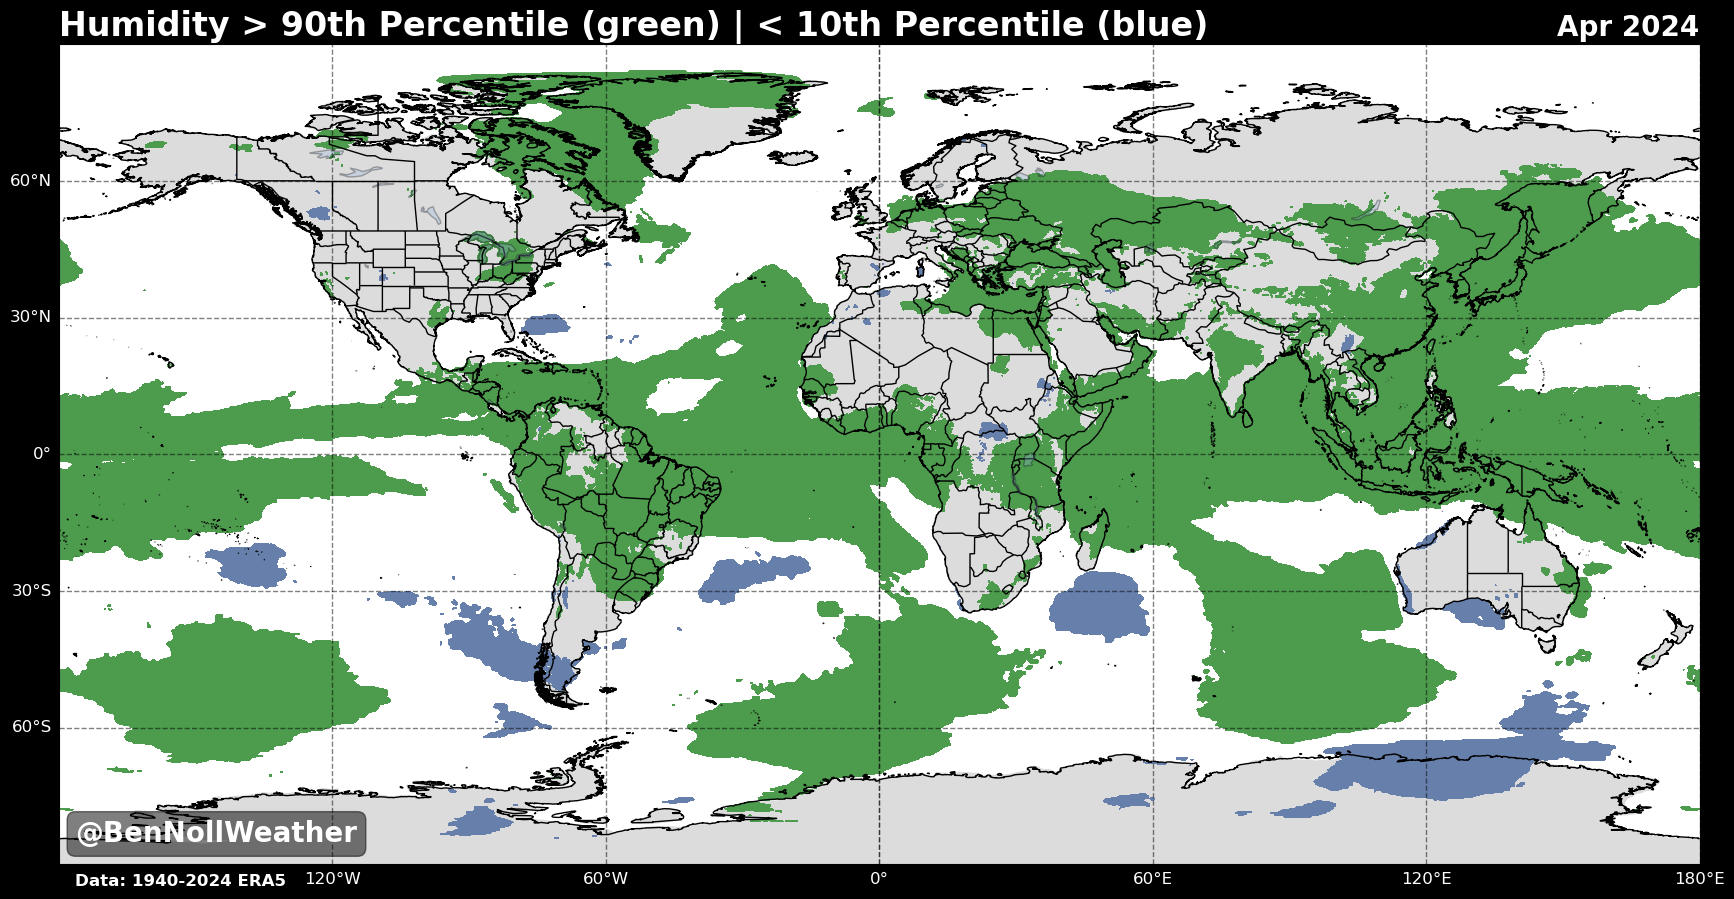 Humidity > 90th Percentile (green) | < 10th Percentile (blue)
Apr 2024
60°N
30°N
0°
30°S
60°S
@BenNollWeather
Data: 1940-2024 ERA5
120°W
60°W
0°
60°E
120°E
180°E